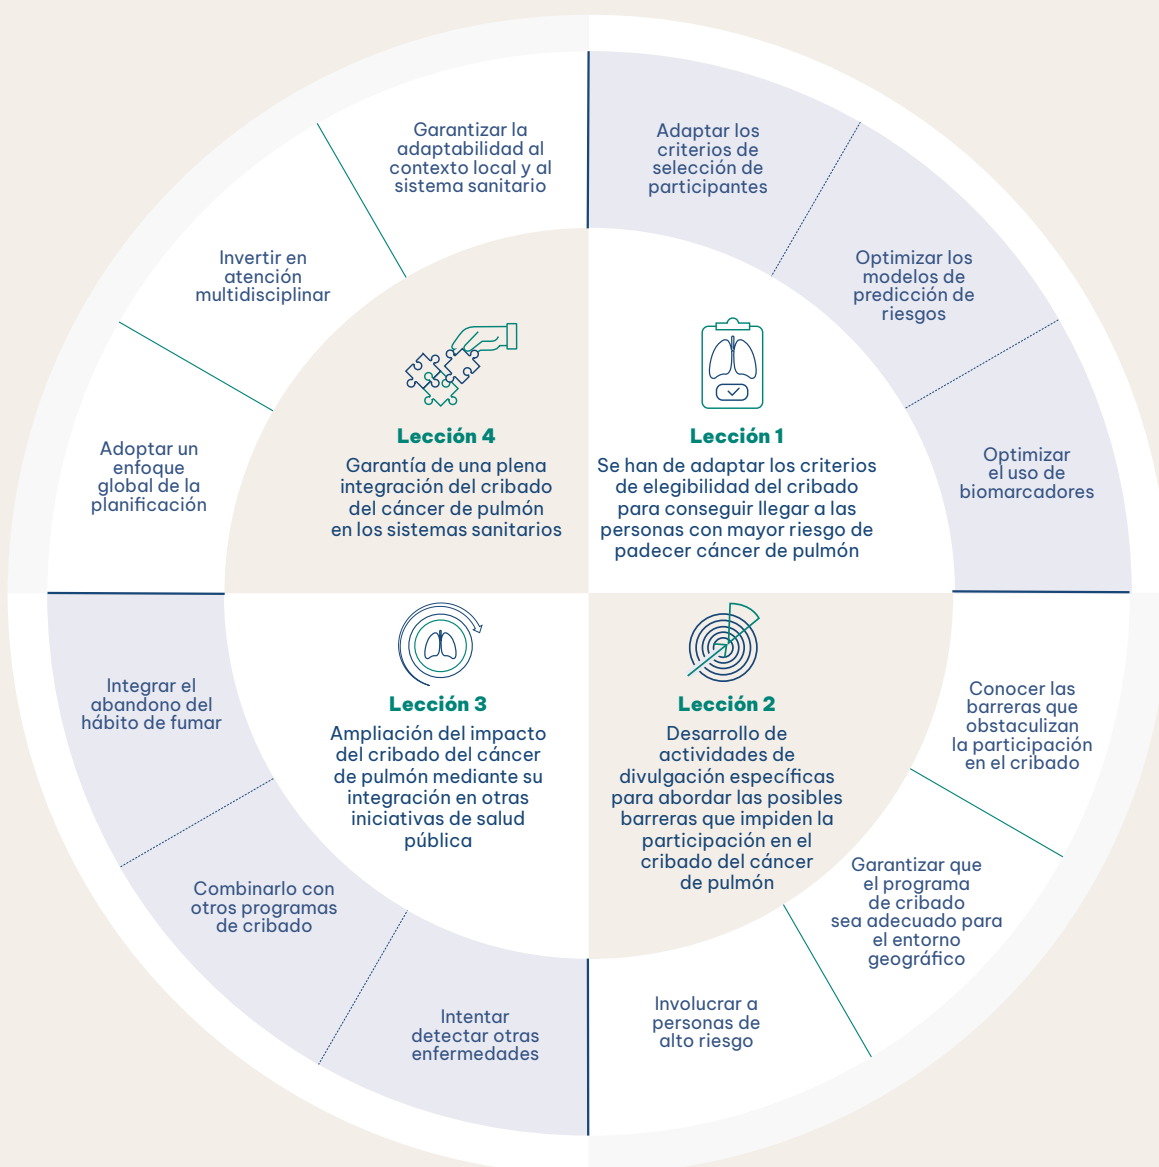 Garantizar la
adaptabilidad al
contexto local y al
sistema sanitario
Adaptar los
criterios de
selección de
participantes
Invertir en
atención
multidisciplinar
Optimizar los
modelos de
predicción de
riesgos
Adoptar un
enfoque
global de la
planificación
Optimizar
el uso de
biomarcadores
Lección 4
Garantía de una plena
integración del cribado
del cáncer de pulmón
en los sistemas sanitarios
Lección 1
Se han de adaptar los criterios
de elegibilidad del cribado
para conseguir llegar a las
personas con mayor riesgo de
padecer cáncer de pulmón
Integrar el
abandono del
hábito de fumar
Lección 3
Ampliación del impacto
del cribado del cáncer
de pulmón mediante su
integración en otras
iniciativas de salud
pública
Lección 2
Desarrollo de
actividades de
divulgación específicas
para abordar las posibles
barreras que impiden la
participación en el
cribado del cáncer
de pulmón
Conocer las
barreras que
obstaculizan
la participación
en el cribado
Combinarlo con
otros programas
de cribado
Garantizar que
el programa
de cribado
sea adecuado para
el entorno
geográfico
Intentar
detectar otras
enfermedades
Involucrar a
personas de
alto riesgo